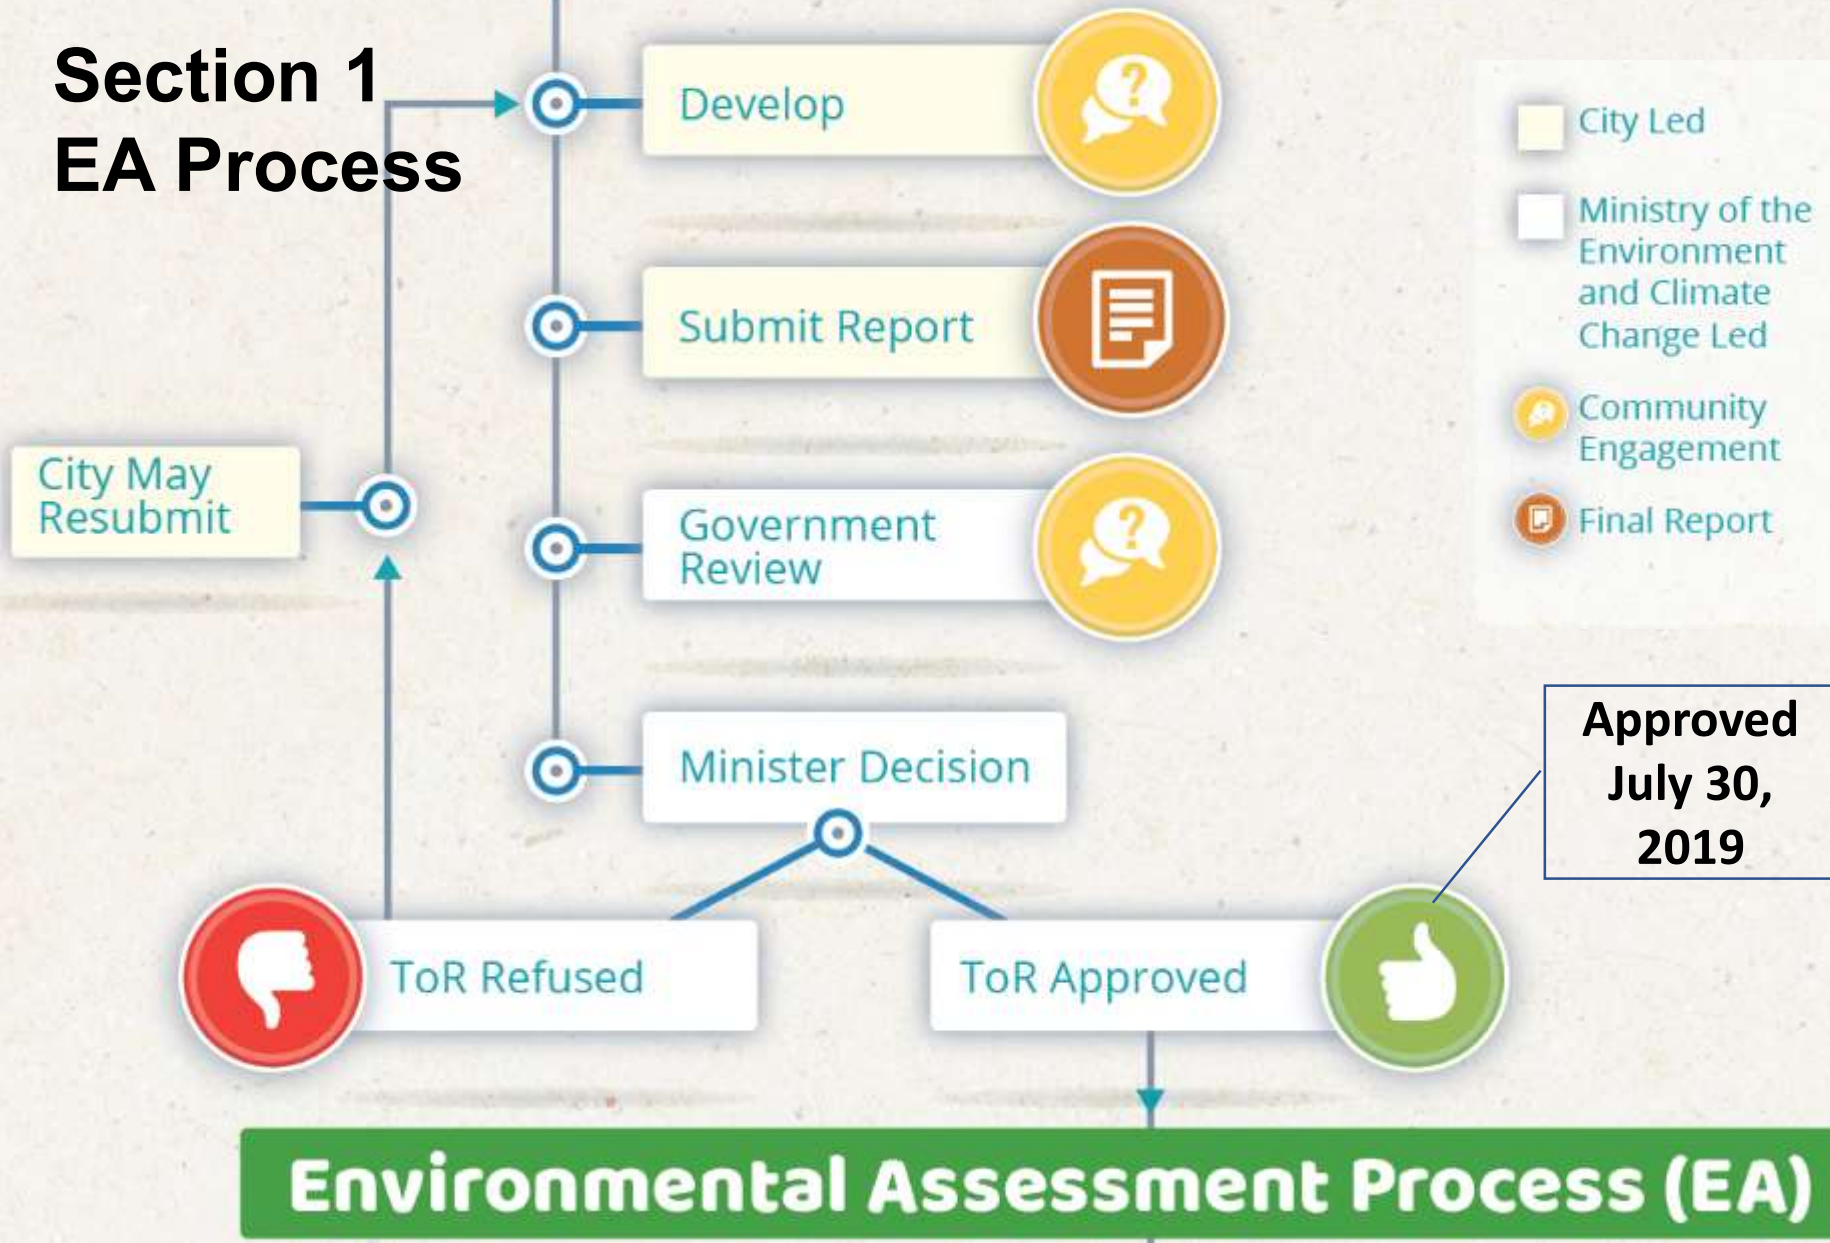 Section 1
EA Process
Develop
Submit Report
City May
Resubmit
Government
Review
Minister Decision
ToR Refused
ToR Approved
City Led
Ministry of the
Environment
and Climate
Change Led
Community
Engagement
Final Report
Approved
July 30,
2019
Environmental Assessment Process (EA)